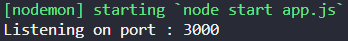 [nodemon] starting `node start app.js`
Listening on port : 3000